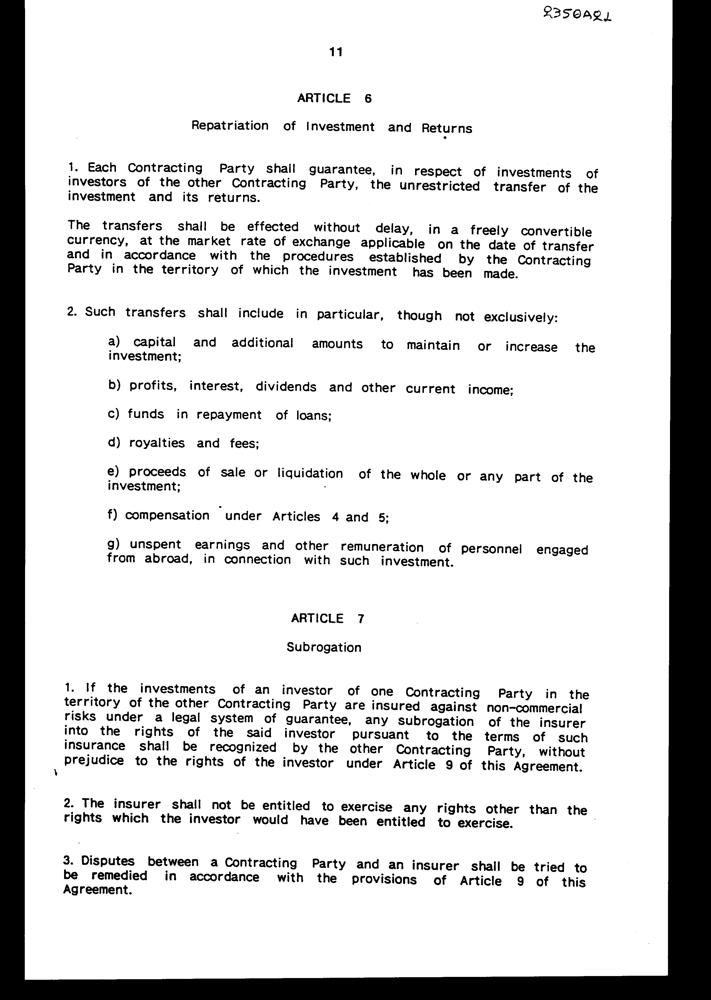 2350A21
11
ARTICLE 6
Repatriation of Investment and Returns
1. Each Contracting Party shall guarantee, in respect of investments of
investors of the other Contracting Party, the unrestricted transfer of the
investment and its returns.
The transfers shall be effected without delay, in a freely convertible
currency, at the market rate of exchange applicable on the date of transfer
and in accordance with the procedures established by the Contracting
Party in the territory of which the investment has been made.
2. Such transfers shall include in particular, though not exclusively:
a) capital and additional amounts to maintain or increase the
investment;
b) profits, interest, dividends and other current income;
c) funds in repayment of loans;
d) royalties and fees;
e) proceeds of sale or liquidation of the whole or any part of the
investment;
f) compensation under Articles 4 and 5;
g) unspent earnings and other remuneration of personnel engaged
from abroad, in connection with such investment.
ARTICLE 7
Subrogation
1. If the investments of an investor of one Contracting Party in the
territory of the other Contracting Party are insured against non-commercial
risks under a legal system of guarantee, any subrogation of the insurer
into the rights of the said investor pursuant to the terms of such
insurance shall be recognized by the other Contracting Party, without
prejudice to the rights of the investor under Article 9 of this Agreement.
2. The insurer shall not be entitled to exercise any rights other than the
rights which the investor would have been entitled to exercise.
3. Disputes between a Contracting Party and an insurer shall be tried to
be remedied in accordance with the provisions of Article 9 of this
Agreement.